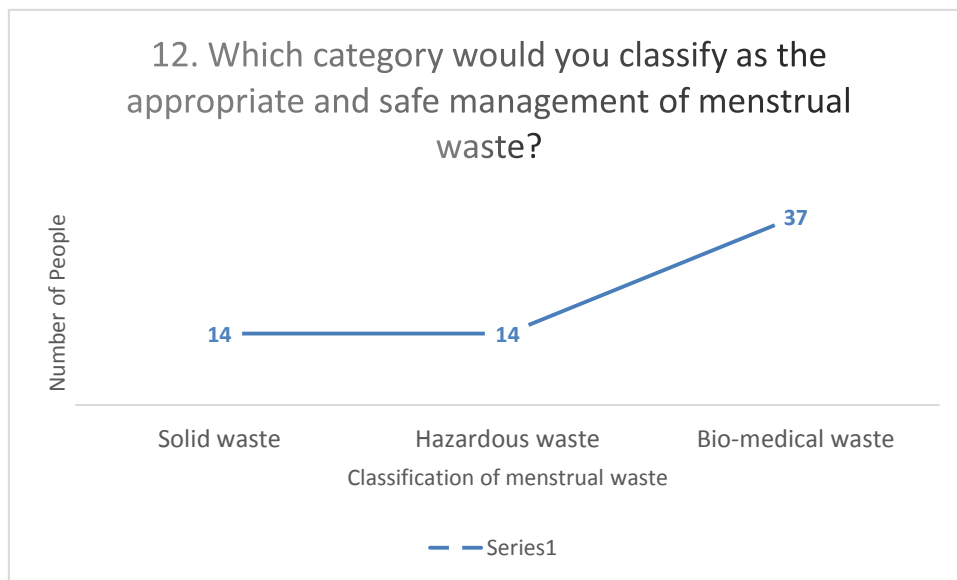 12. Which category would you classify as the
appropriate and safe management of menstrual
waste?
Number of People
37
14
14
Solid waste
Hazardous waste
Bio-medical waste
Classification of menstrual waste
Series1